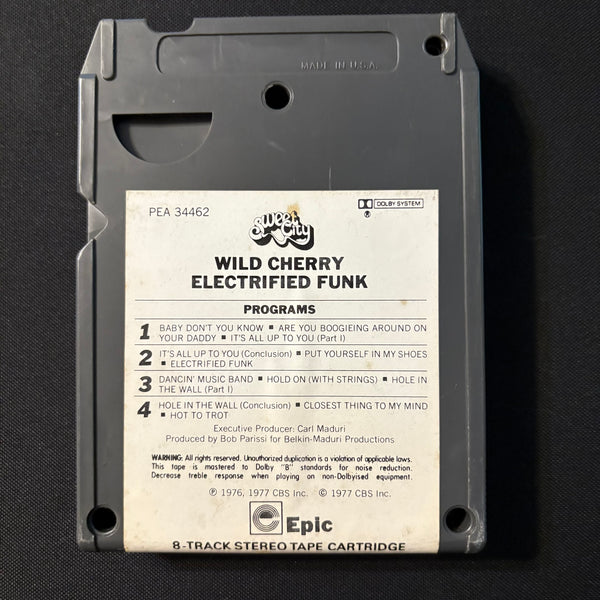 MADE IN U.S.A.
PEA 34462
Sweet City
DOLBY SYSTEM
®
WILD CHERRY
ELECTRIFIED FUNK
PROGRAMS
1 BABY DON'T YOU KNOW ■ ARE YOU BOOGIEING AROUND ON
YOUR DADDY ■ IT'S ALL UP TO YOU (Part I)
2 IT'S ALL UP TO YOU (Conclusion) ■ PUT YOURSELF IN MY SHOES
■ ELECTRIFIED FUNK
3 DANCIN' MUSIC BAND ■ HOLD ON (WITH STRINGS) ■ HOLE IN
THE WALL (Part I)
4 HOLE IN THE WALL (Conclusion) ■ CLOSEST THING TO MY MIND
■ HOT TO TROT
Executive Producer: Carl Maduri
Produced by Bob Parissi for Belkin-Maduri Productions
WARNING: All rights reserved. Unauthorized duplication is a violation of applicable laws.
This tape is mastered to Dolby "B" standards for noise reduction.
Decrease treble response when playing on non-Dolbyised equipment.
℗ 1976, 1977 CBS Inc. © 1977 CBS Inc.
Epic
8-TRACK STEREO TAPE CARTRIDGE